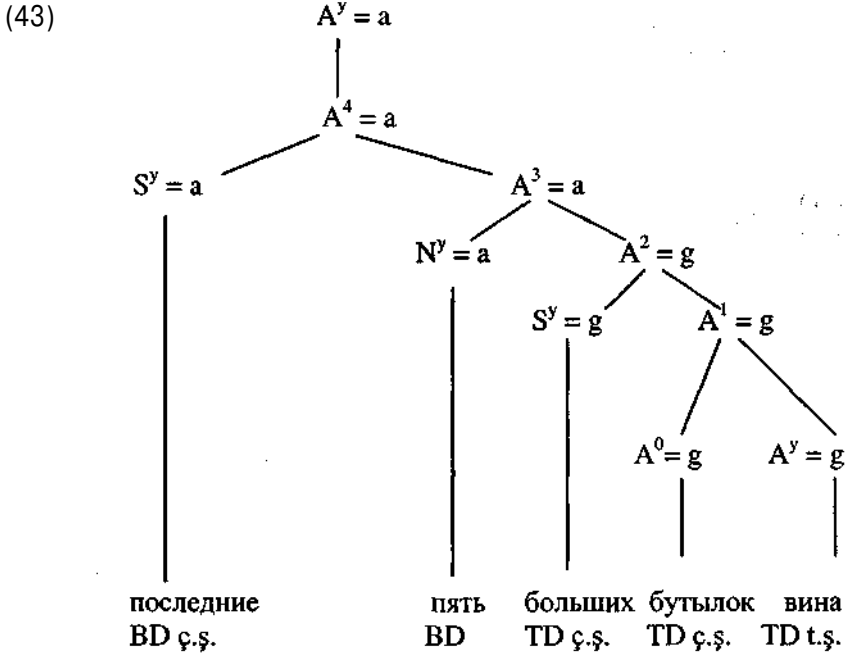 (43)
Aʸ = a
A⁴ = a
Sʸ = a A³ = a
Nʸ = a A² = g
Sʸ = g A¹ = g
A⁰= g Aʸ = g
последние пять больших бутылок вина
BD ç.ş. BD TD ç.ş. TD ç.ş. TD t.ş.